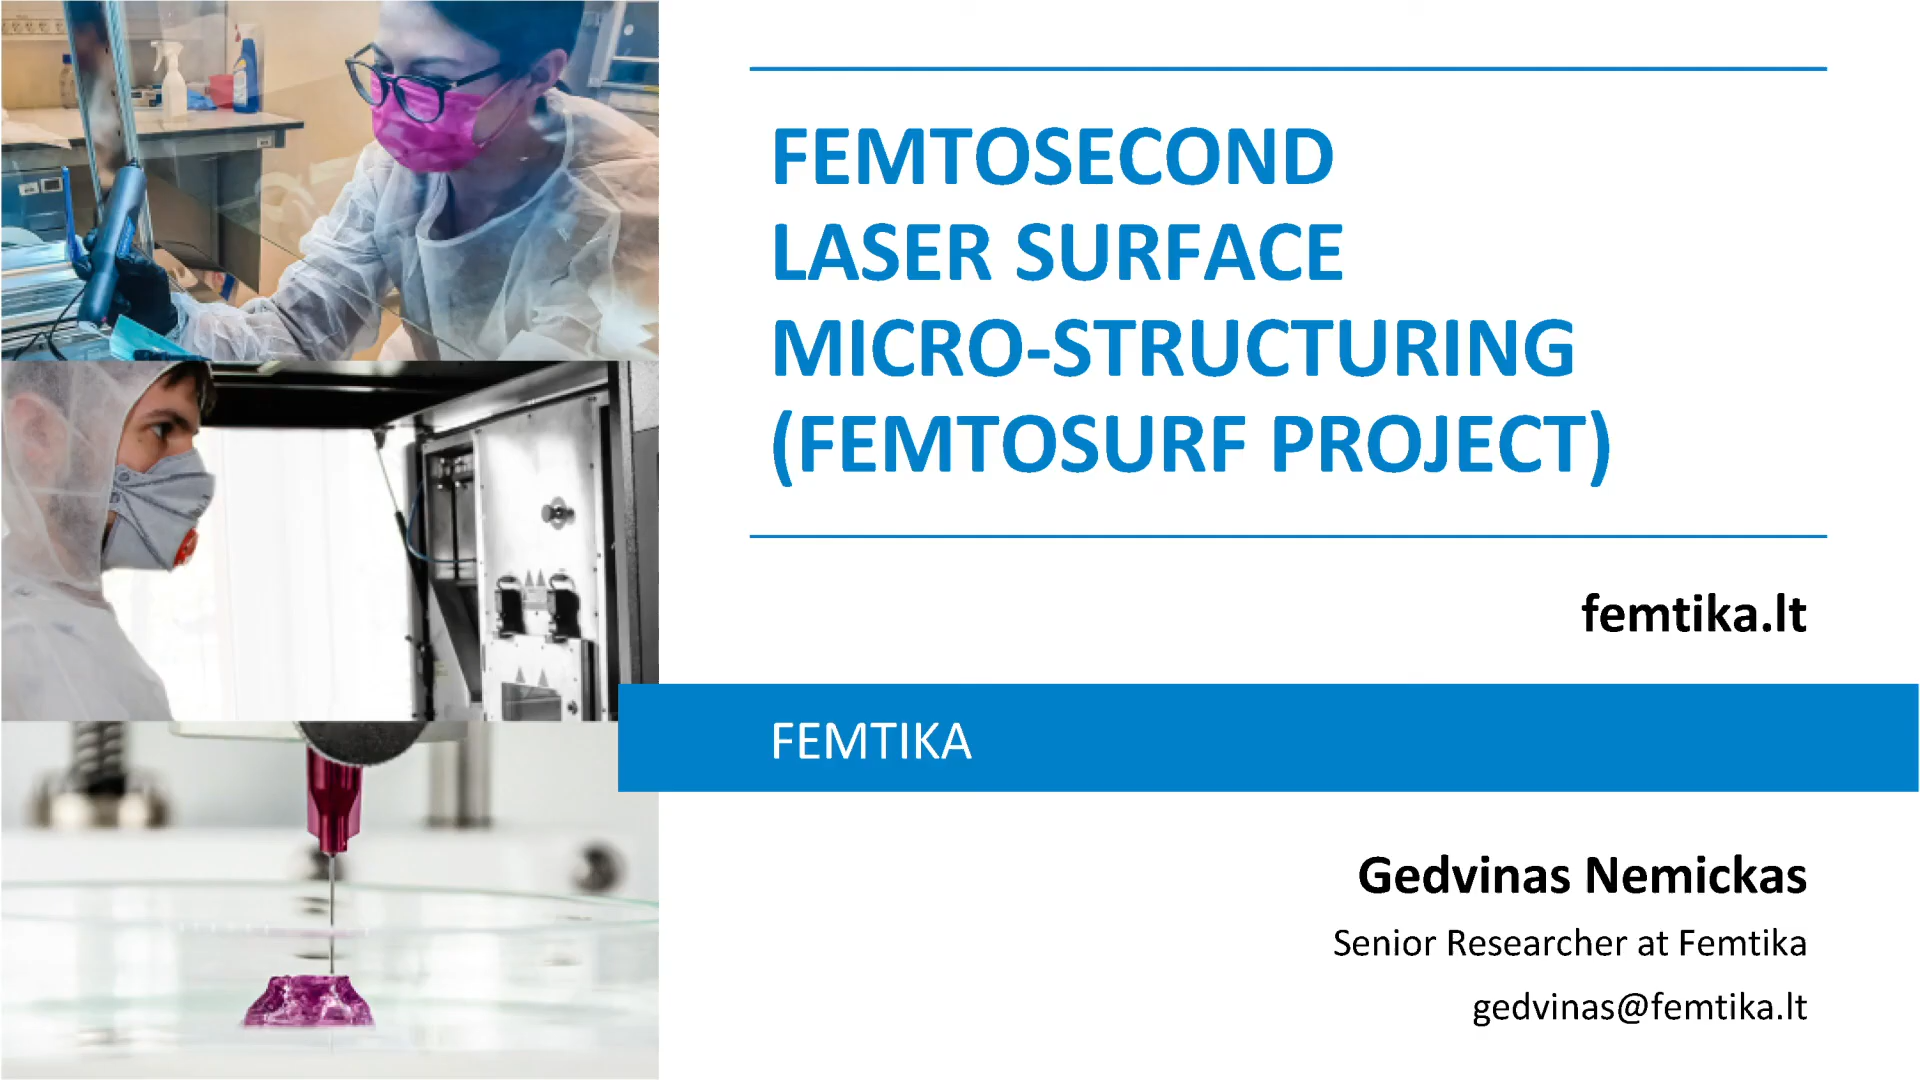 FEMTOSECOND
LASER SURFACE
MICRO-STRUCTURING
(FEMTOSURF PROJECT)
femtika.lt
FEMTIKA
Gedvinas Nemickas
Senior Researcher at Femtika
gedvinas@femtika.lt